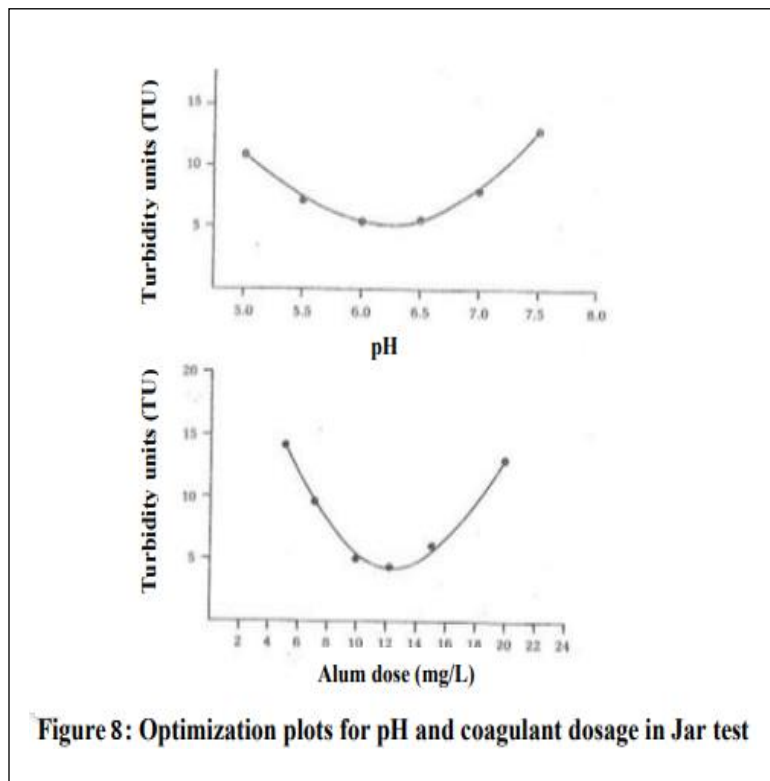 Turbidity units (TU)
15
10
5
5.0 5.5 6.0 6.5 7.0 7.5 8.0
pH
Turbidity units (TU)
20
15
10
5
2 4 6 8 10 12 14 16 18 20 22 24
Alum dose (mg/L)
Figure 8: Optimization plots for pH and coagulant dosage in Jar test